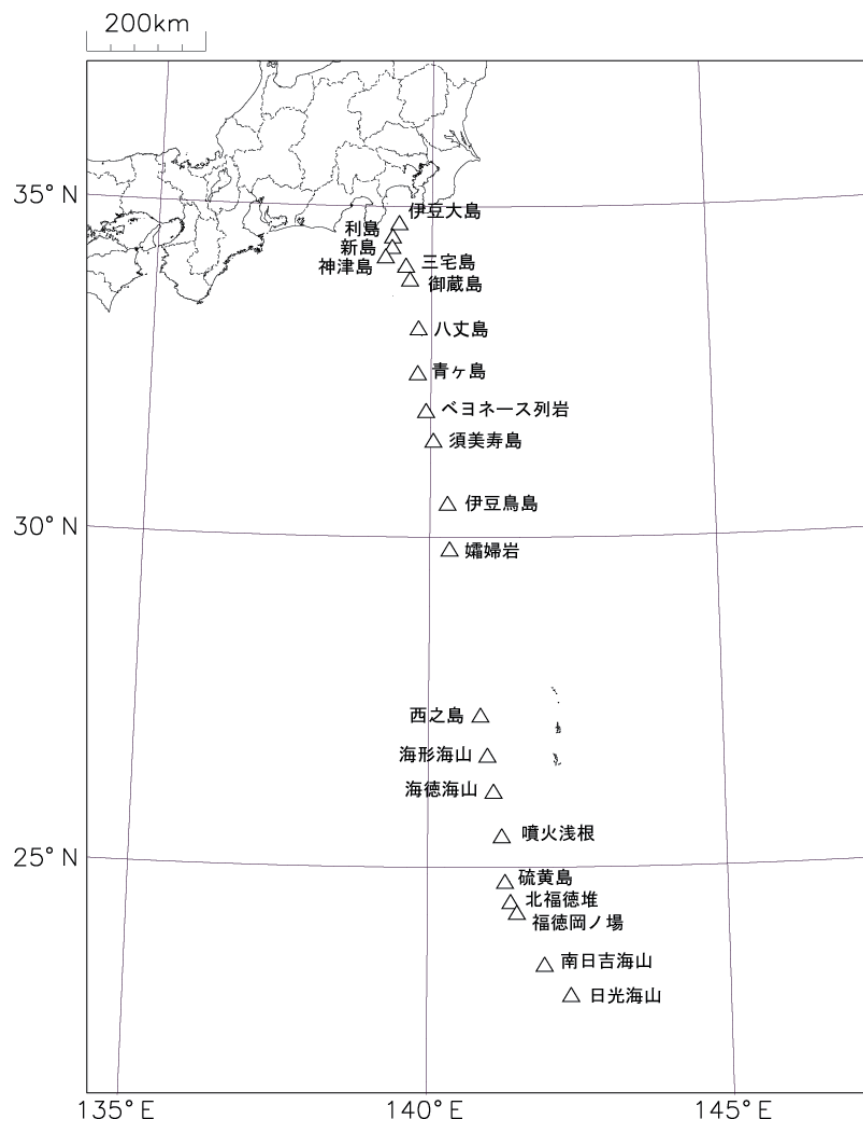 200km
35°N
伊豆大島
利島
新島
神津島
三宅島
御蔵島
八丈島
青ヶ島
ベヨネース列岩
須美寿島
伊豆鳥島
30°N
孀婦岩
西之島
海形海山
海徳海山
噴火浅根
25°N
硫黄島
北福徳堆
福徳岡ノ場
南日吉海山
日光海山
135°E
140°E
145°E